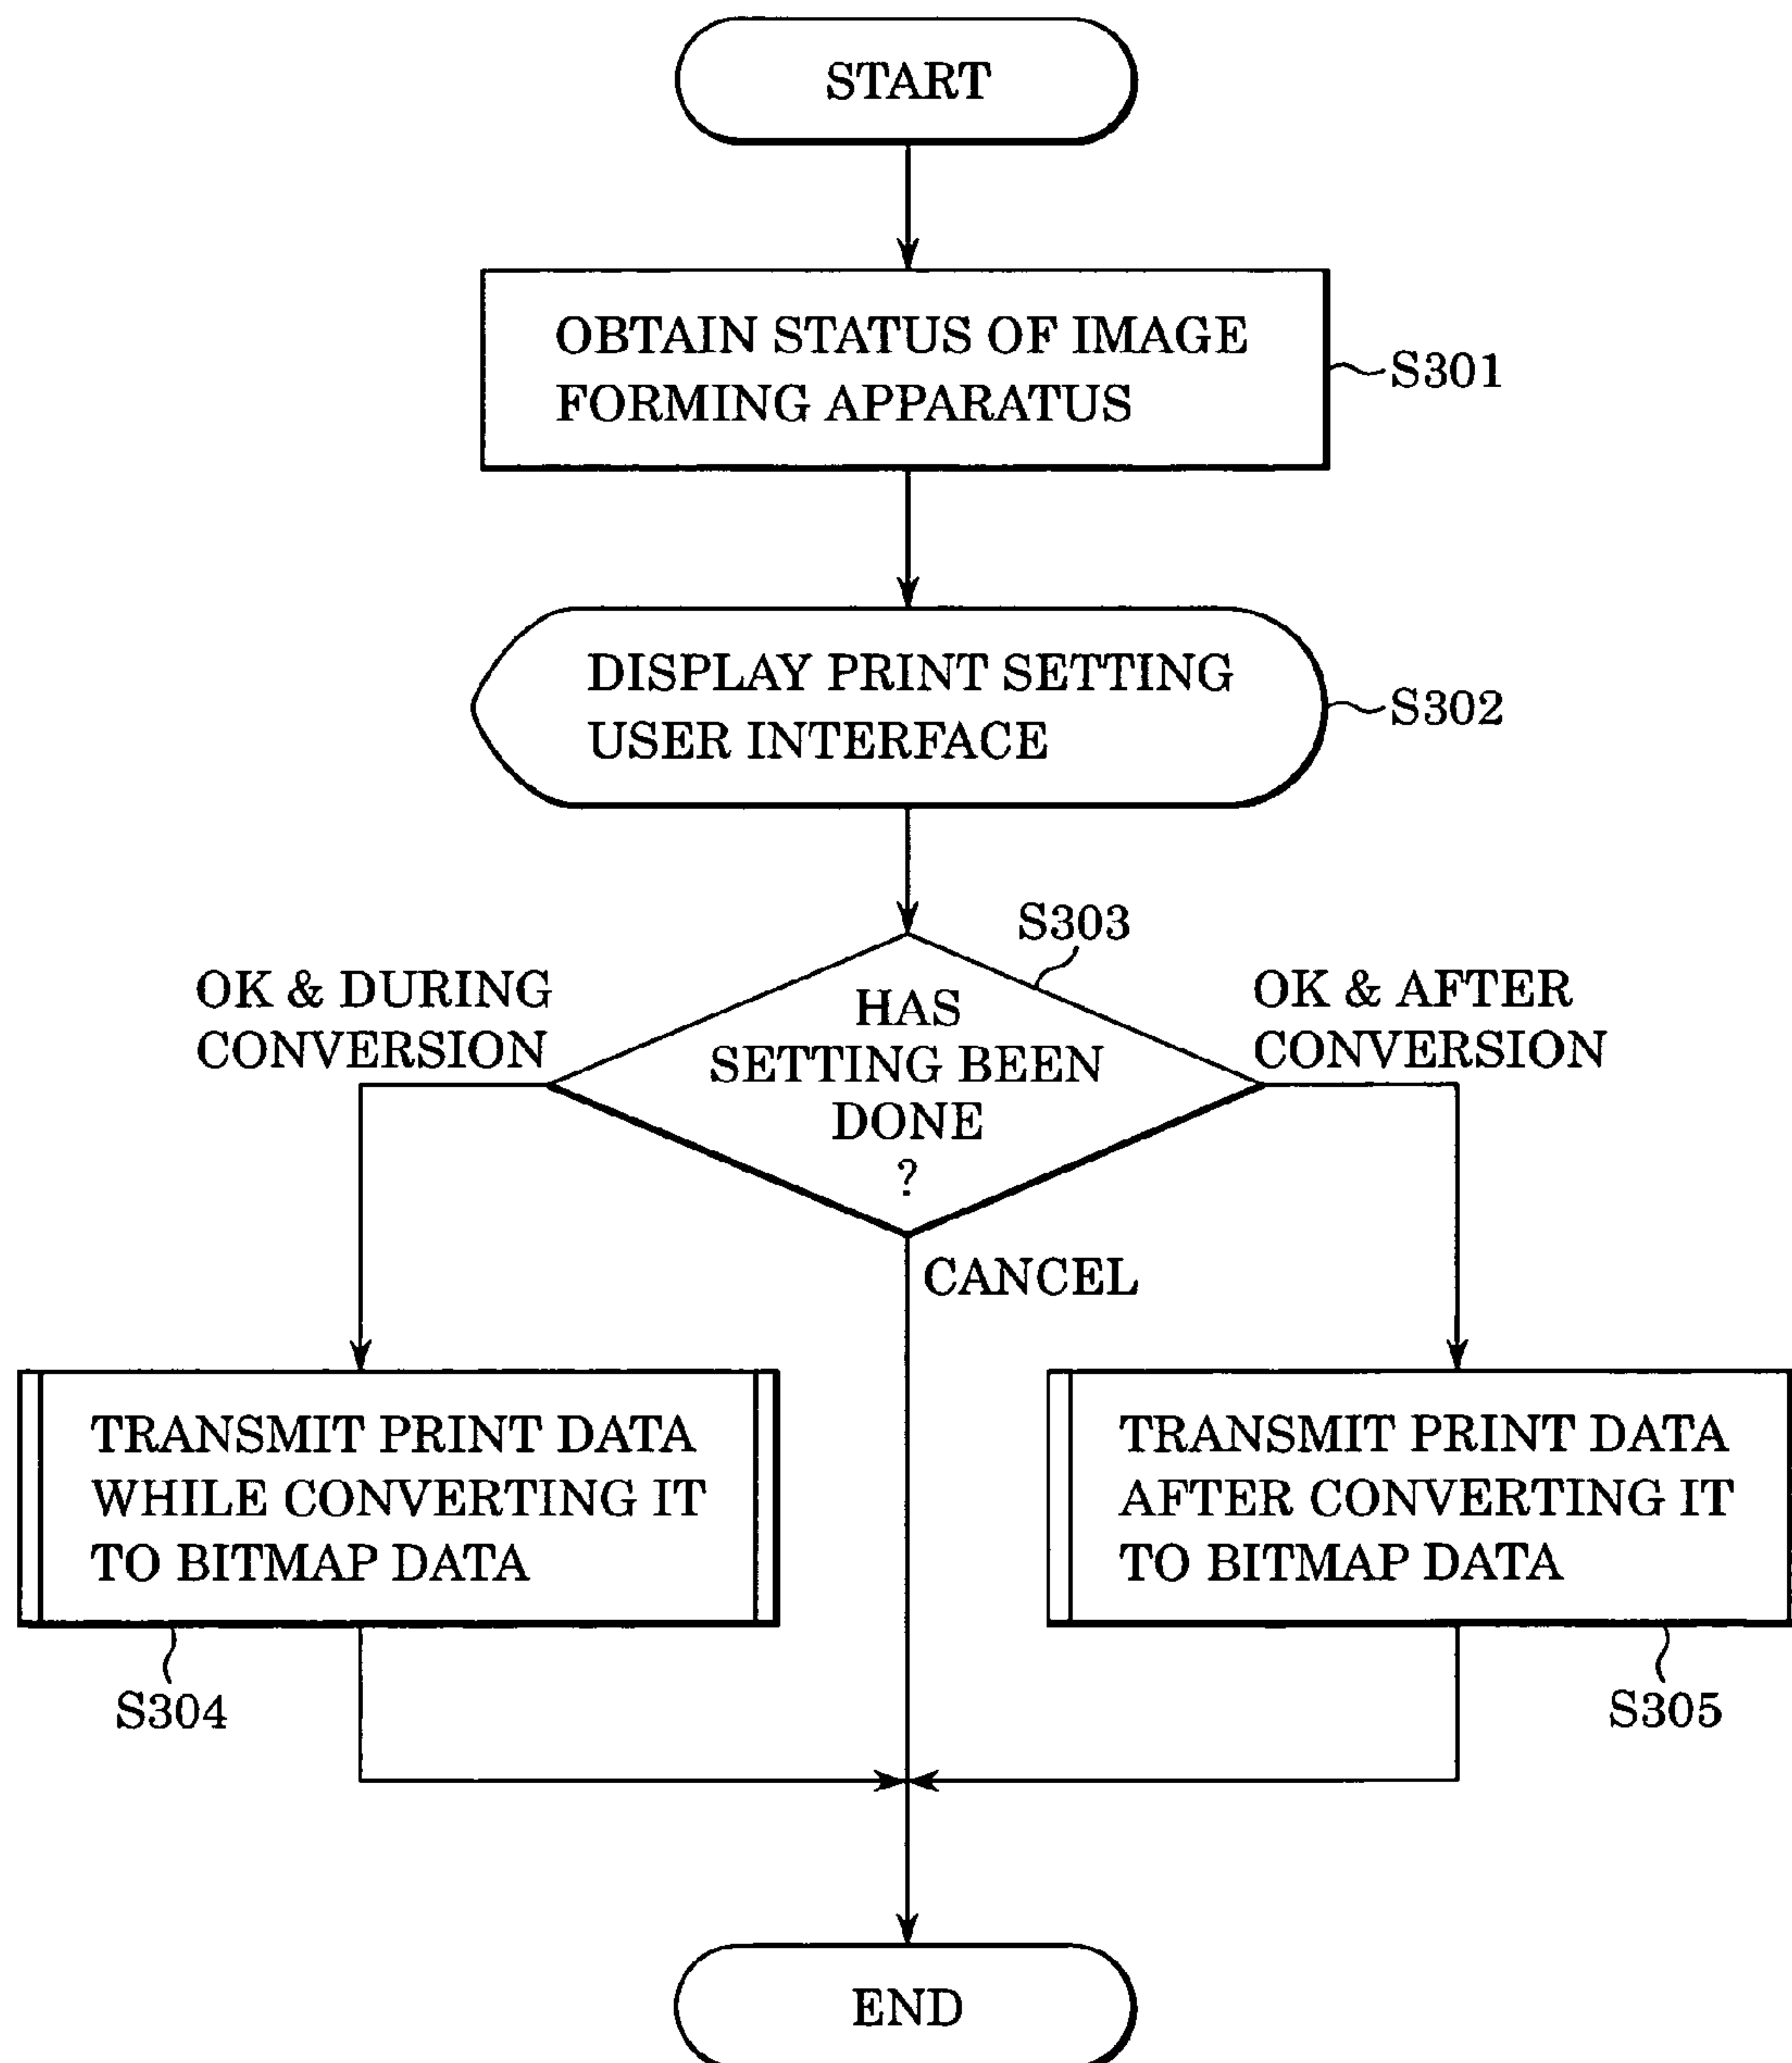 START
OBTAIN STATUS OF IMAGE
FORMING APPARATUS
S301
DISPLAY PRINT SETTING
USER INTERFACE
S302
S303
HAS
SETTING BEEN
DONE
?
OK & DURING
CONVERSION
OK & AFTER
CONVERSION
CANCEL
TRANSMIT PRINT DATA
WHILE CONVERTING IT
TO BITMAP DATA
S304
TRANSMIT PRINT DATA
AFTER CONVERTING IT
TO BITMAP DATA
S305
END